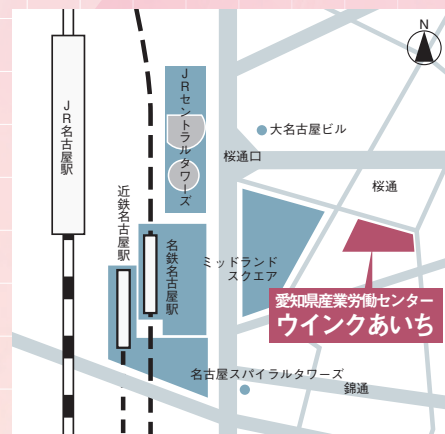 N
JRセントラルタワーズ
JR名古屋駅
大名古屋ビル
桜通口
桜通
近鉄名古屋駅
名鉄名古屋駅
ミッドランド
スクエア
愛知県産業労働センター
ウインクあいち
名古屋スパイラルタワーズ
錦通